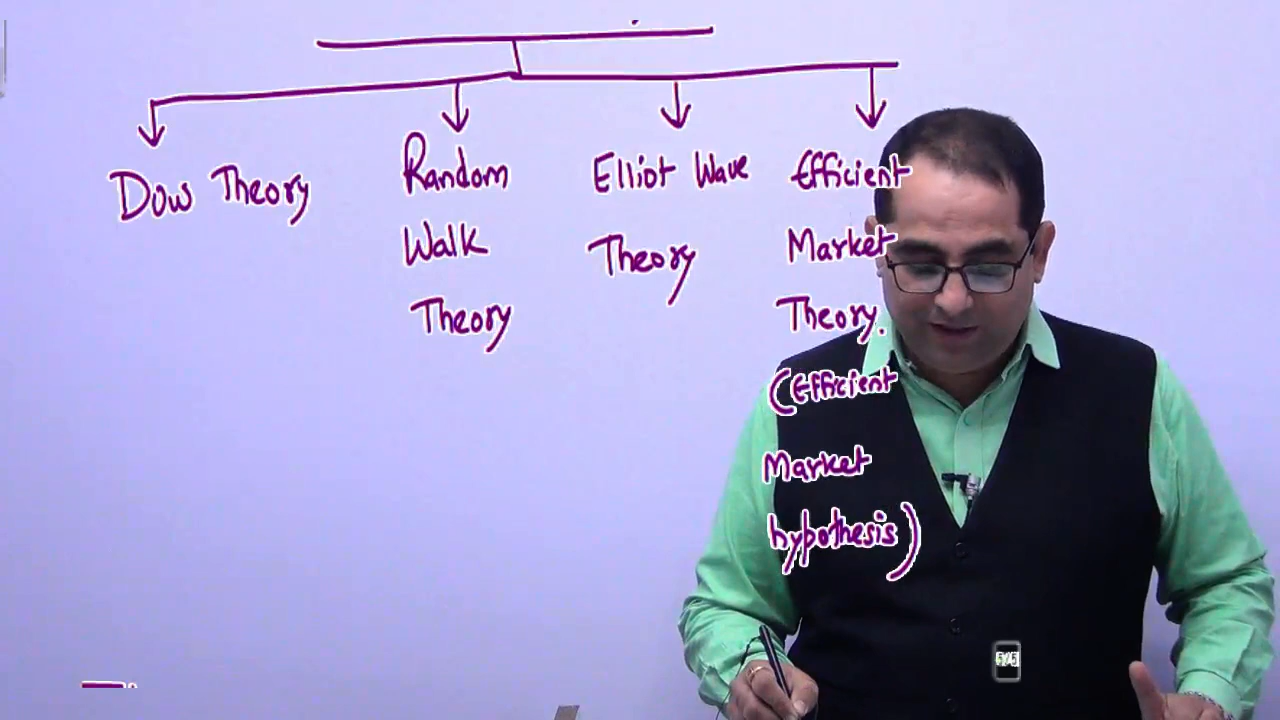 Dow Theory
Random
Walk
Theory
Elliot Wave
Theory
Efficient
Market
Theory.
(Efficient
Market
hypothesis)